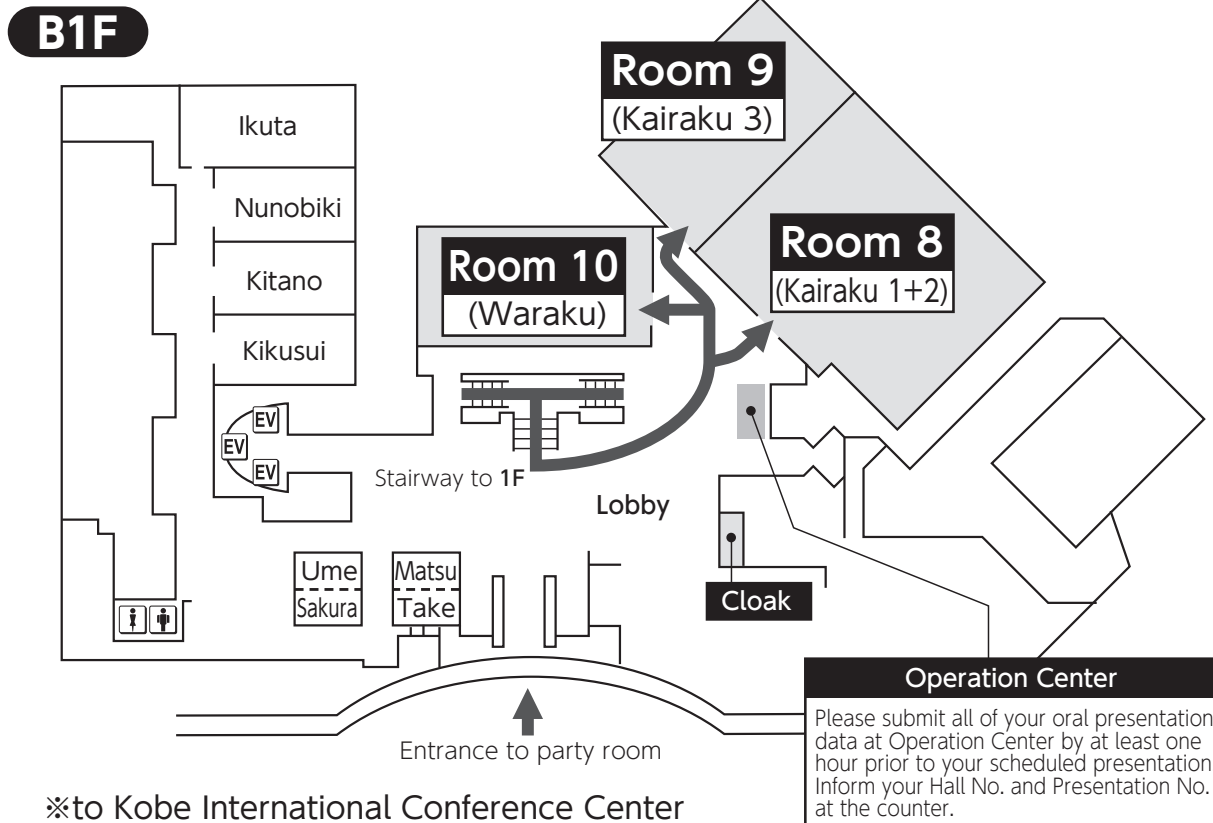 B1F
Room 9
(Kairaku 3)
Ikuta
Nunobiki
Room 8
(Kairaku 1+2)
Room 10
(Waraku)
Kitano
Kikusui
EV
EV
EV
Stairway to 1F
Lobby
Ume
Sakura
Matsu
Take
Cloak
Operation Center
Please submit all of your oral presentation
data at Operation Center by at least one
hour prior to your scheduled presentation
Inform your Hall No. and Presentation No.
at the counter.
Entrance to party room
※to Kobe International Conference Center